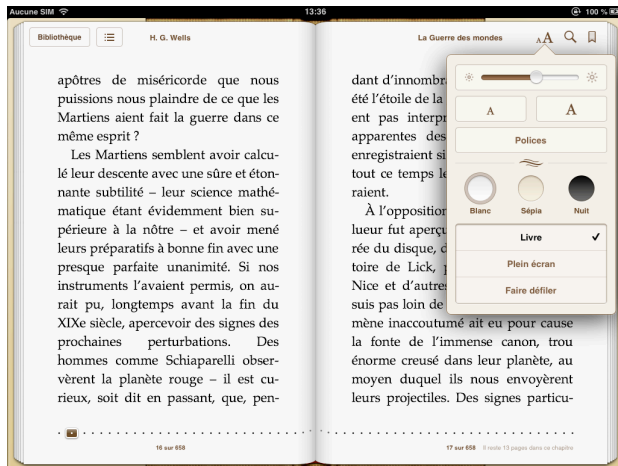 Aucune SIM
13:36
100 %
Bibliothèque
H. G. Wells
La Guerre des mondes
AA
apôtres de miséricorde que nous
puissions nous plaindre de ce que les
Martiens aient fait la guerre dans ce
même esprit ?
Les Martiens semblent avoir calcu-
lé leur descente avec une sûre et éton-
nante subtilité – leur science mathé-
matique étant évidemment bien su-
périeure à la nôtre – et avoir mené
leurs préparatifs à bonne fin avec une
presque parfaite unanimité. Si nos
instruments l’avaient permis, on au-
rait pu, longtemps avant la fin du
XIXe siècle, apercevoir des signes des
prochaines perturbations. Des
hommes comme Schiaparelli obser-
vèrent la planète rouge – il est cu-
rieux, soit dit en passant, que, pen-
16 sur 658
dant d’innombr
été l’étoile de la
ent pas interpr
apparentes des
enregistraient si
tout ce temps le
raient.
À l’opposition
lueur fut aperçu
rée du disque, d
toire de Lick, p
Nice et d’autres
suis pas loin de
mène inaccoutumé ait eu pour cause
la fonte de l’immense canon, trou
énorme creusé dans leur planète, au
moyen duquel ils nous envoyèrent
leurs projectiles. Des signes particu-
17 sur 658 Il reste 13 pages dans ce chapitre
A A
Polices
Blanc Sépia Nuit
Livre
Plein écran
Faire défiler